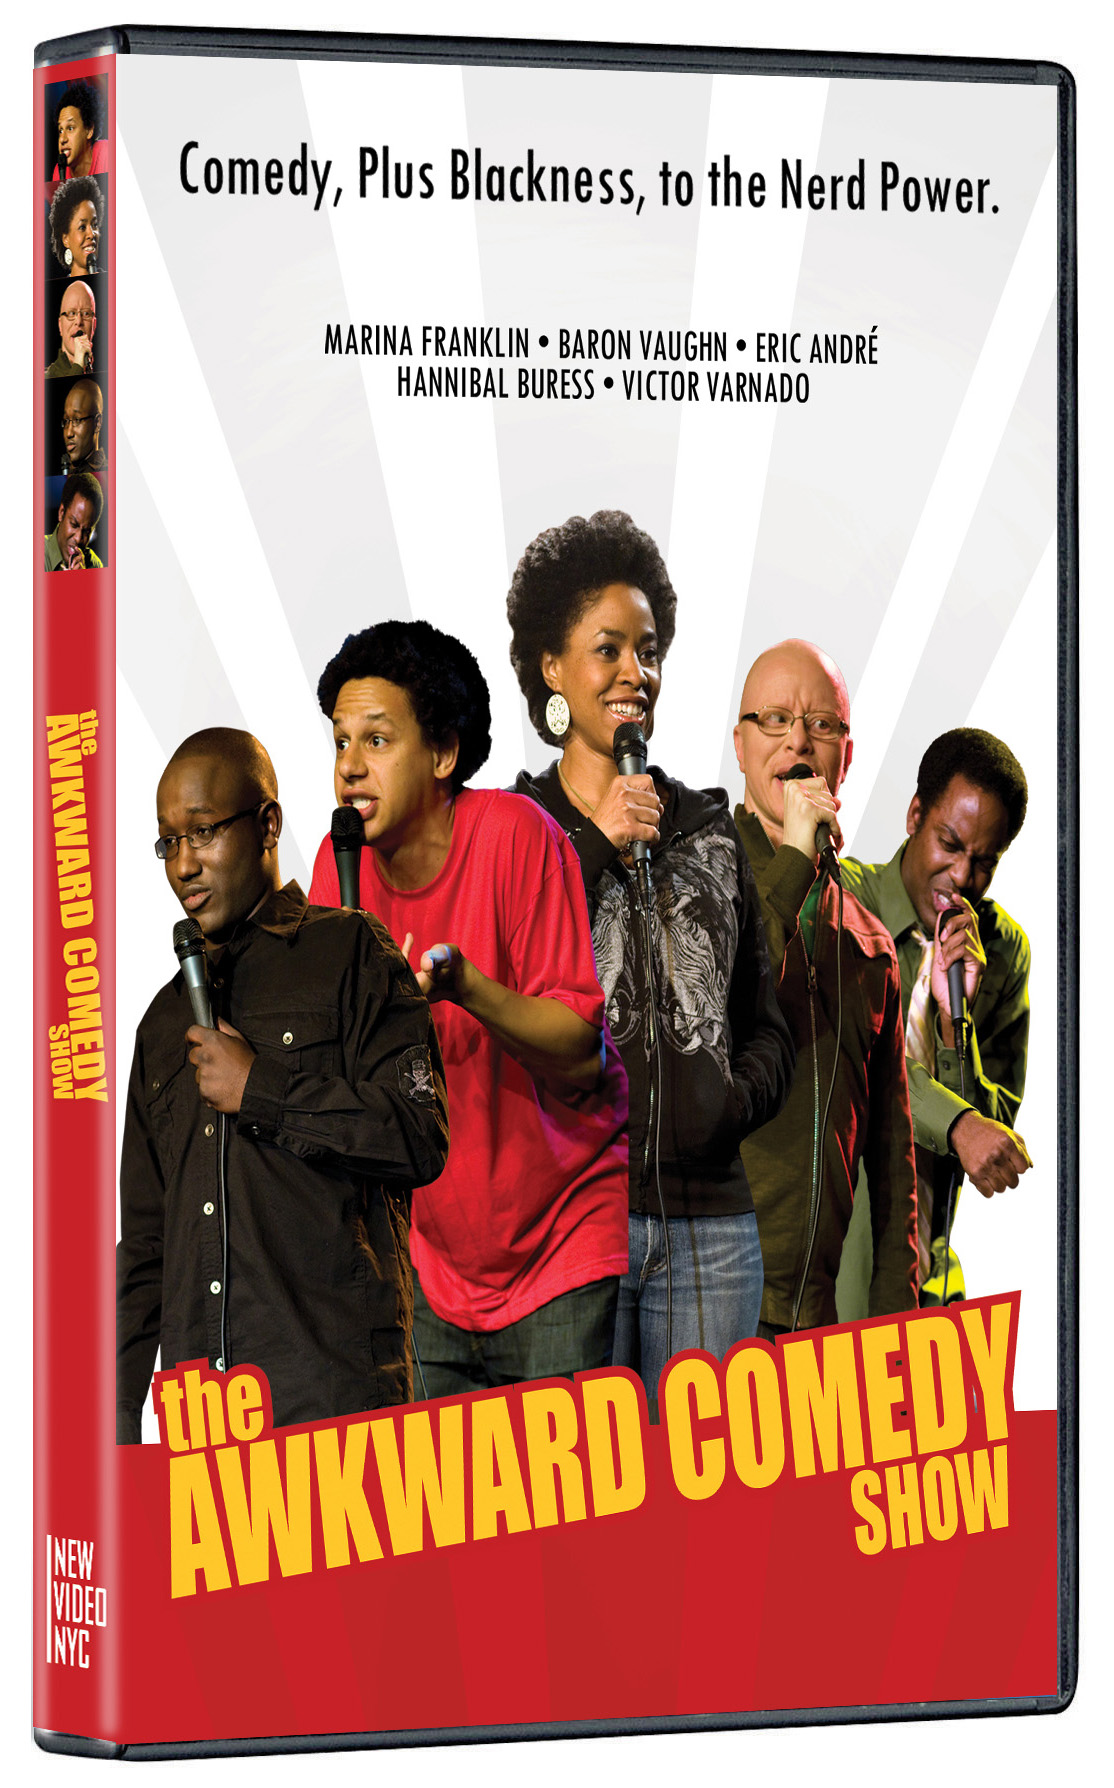 Comedy, Plus Blackness, to the Nerd Power.
MARINA FRANKLIN • BARON VAUGHN • ERIC ANDRÉ
HANNIBAL BURESS • VICTOR VARNADO
the
AWKWARD COMEDY
SHOW
the
AWKWARD COMEDY
SHOW
NEW
VIDEO
NYC